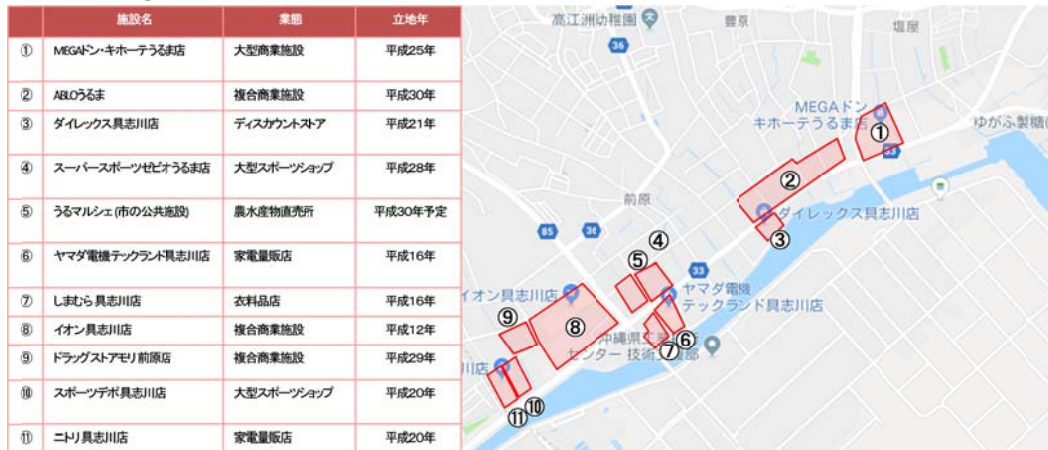 施設名 業態 立地年
① MEGAドン・キホーテうるま店 大型商業施設 平成25年
② ABLOうるま 複合商業施設 平成30年
③ ダイレックス具志川店 ディスカウントストア 平成21年
④ スーパースポーツゼビオうるま店 大型スポーツショップ 平成28年
⑤ うるマルシェ(市の公共施設) 農水産物直売所 平成30年予定
⑥ ヤマダ電機テックランド具志川店 家電量販店 平成16年
⑦ しまむら具志川店 衣料品店 平成16年
⑧ イオン具志川店 複合商業施設 平成12年
⑨ ドラッグストアモリ前原店 複合商業施設 平成29年
⑩ スポーツデポ具志川店 大型スポーツショップ 平成20年
⑪ ニトリ具志川店 家電量販店 平成20年
高江洲幼稚園
豊原
塩屋
36
MEGAドン
キホーテうるま店
①
ゆがふ製糖(
33
②
前原
ダイレックス具志川店
③
85
36
④
⑤
33
ヤマダ電機
テックランド具志川店
イオン具志川店
⑨
⑧
⑥
⑦
沖縄県工業
センター 技術支援部
川店
⑩
⑪